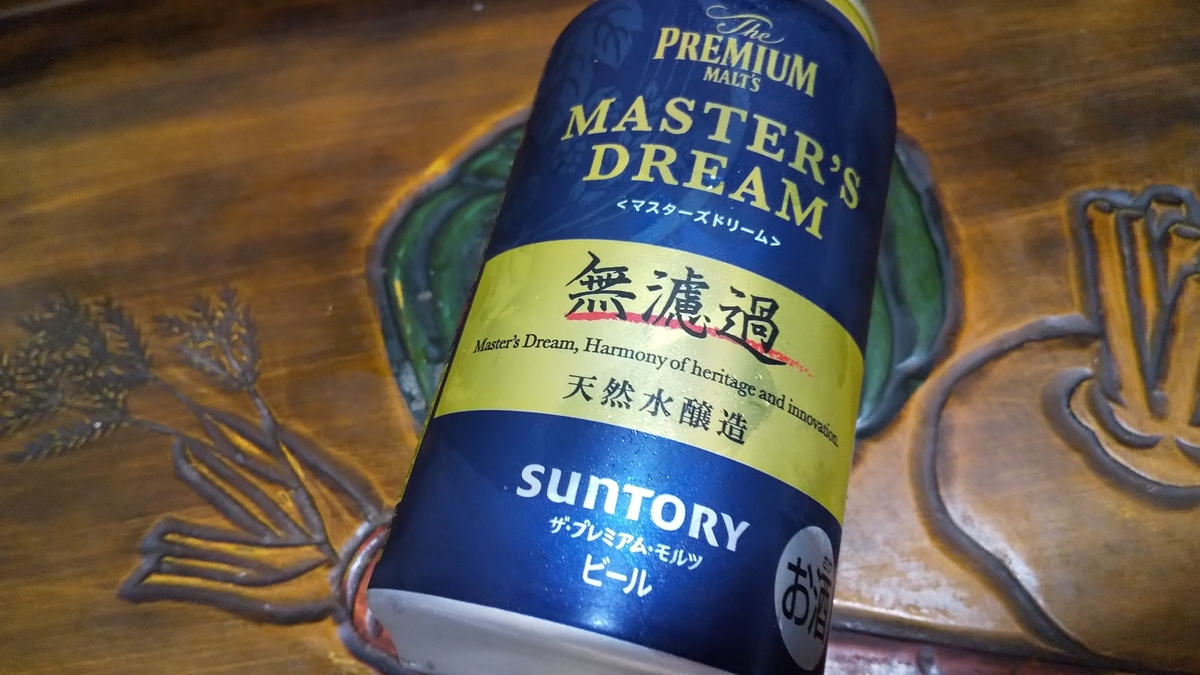 The
PREMIUM
MALT'S
MASTER'S
DREAM
<マスターズドリーム>
無濾過
Master's Dream, Harmony of heritage and innovation.
天然水醸造
SUNTORY
ザ・プレミアム・モルツ
ビール
お酒